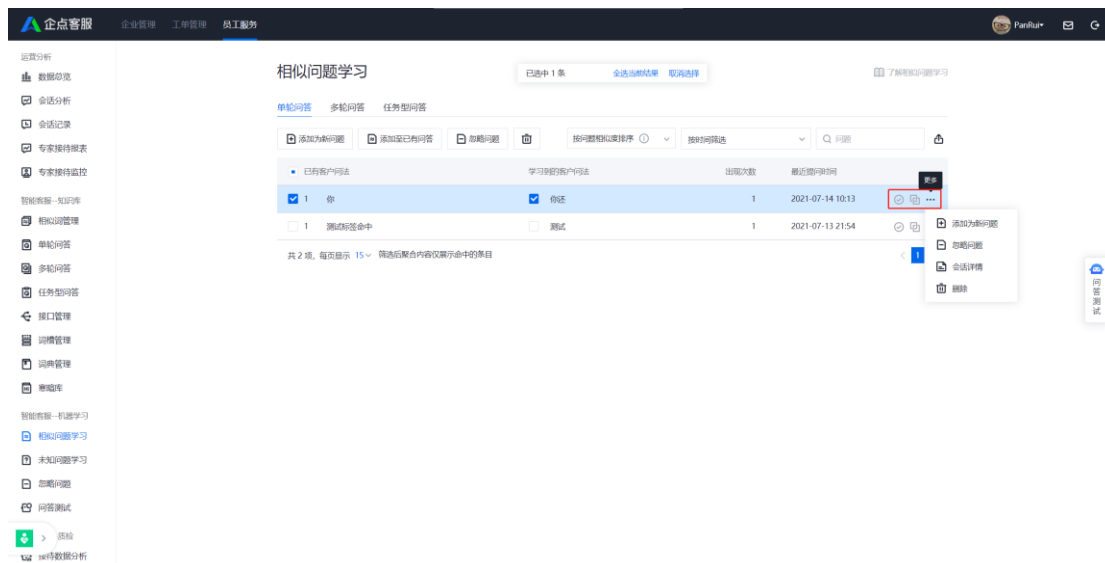 企点客服 企业管理 工单管理 员工服务 PanRui
运营分析
数据总览
会话分析
会话记录
专家接待报表
专家接待监控
智能客服--知识库
相似词管理
单轮问答
多轮问答
任务型问答
接口管理
词槽管理
词典管理
寒暄库
智能客服--机器学习
相似问题学习
未知问题学习
忽略问题
问答测试
质检
接待数据分析
相似问题学习 已选中 1 条 全选当前结果 取消选择 了解相似问题学习
单轮问答 多轮问答 任务型问答
添加为新问题 添加至已有问答 忽略问题 按问题相似度排序 按时间筛选 问题
已有客户问法 学习到的客户问法 出现次数 最近提问时间
更多
1 你 你还 1 2021-07-14 10:13
1 测试标签命中 测试 1 2021-07-13 21:54
共 2 项, 每页显示 15 筛选后聚合内容仅展示命中的条目 1
添加为新问题
忽略问题
会话详情
删除
问答测试